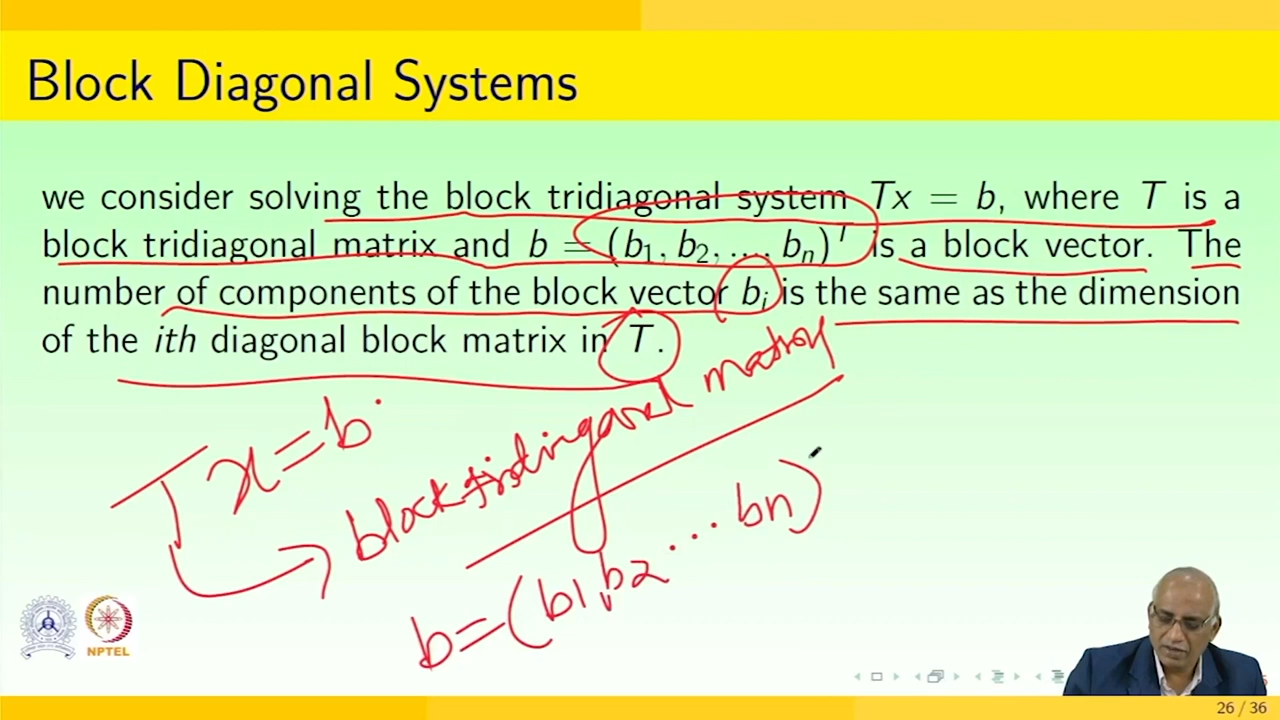 Block Diagonal Systems
we consider solving the block tridiagonal system Tx = b, where T is a
block tridiagonal matrix and b = (b₁, b₂, ... bₙ)′ is a block vector. The
number of components of the block vector bᵢ is the same as the dimension
of the ith diagonal block matrix in T.
Tx=b
block tridiagonal matrix
b=(b1, b2 ... bn)
NPTEL
26 / 36